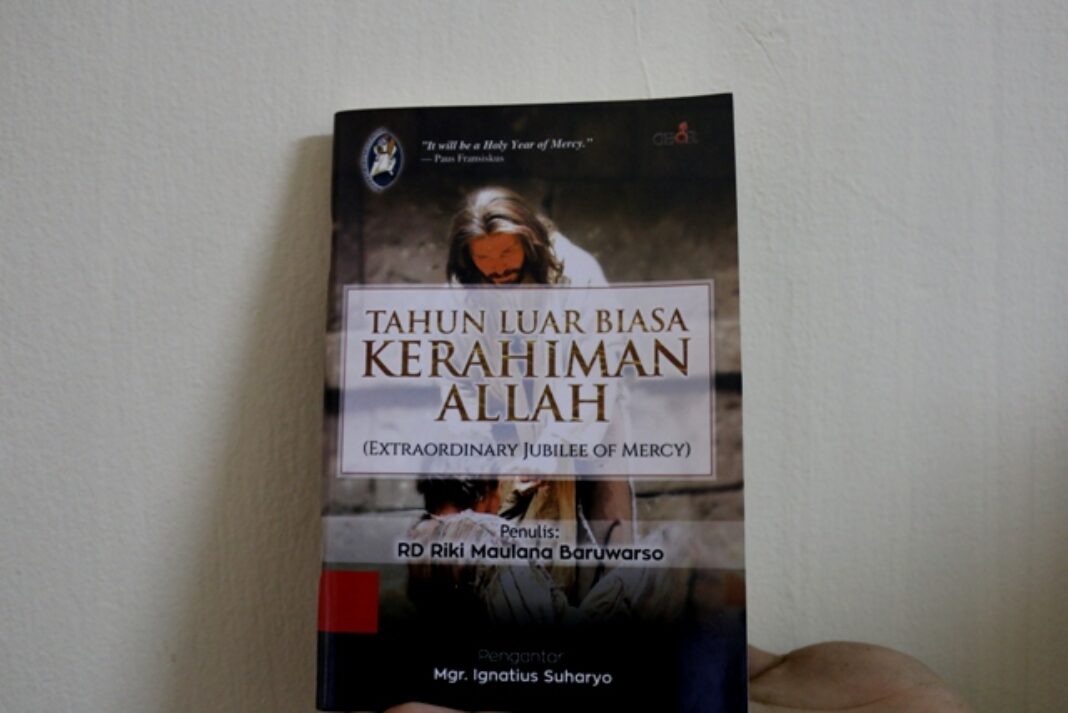 "It will be a Holy Year of Mercy."
— Paus Fransiskus
TAHUN LUAR BIASA
KERAHIMAN
ALLAH
(EXTRAORDINARY JUBILEE OF MERCY)
Penulis:
RD Riki Maulana Baruwarso
Pengantar
Mgr. Ignatius Suharyo